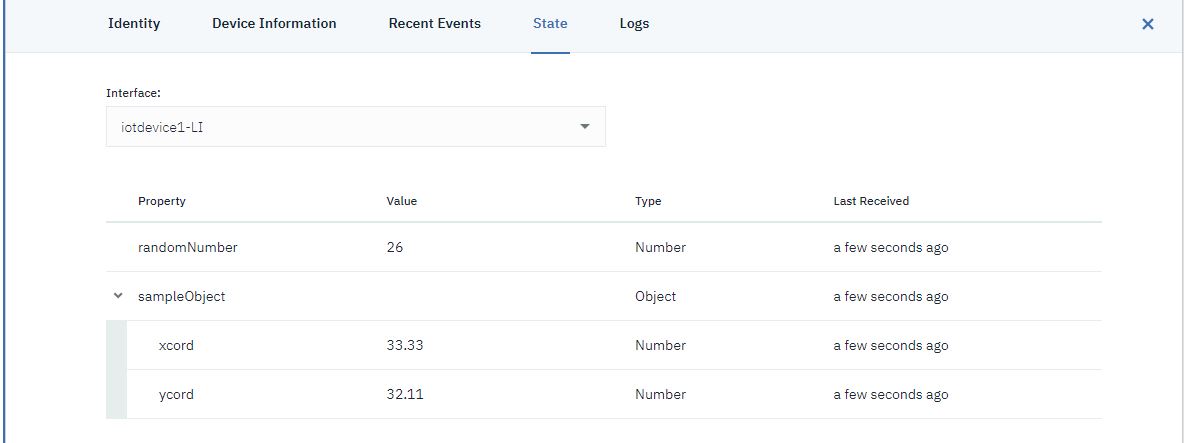 Identity Device Information Recent Events State Logs
Interface:
iotdevice1-LI
Property Value Type Last Received
randomNumber 26 Number a few seconds ago
sampleObject Object a few seconds ago
xcord 33.33 Number a few seconds ago
ycord 32.11 Number a few seconds ago